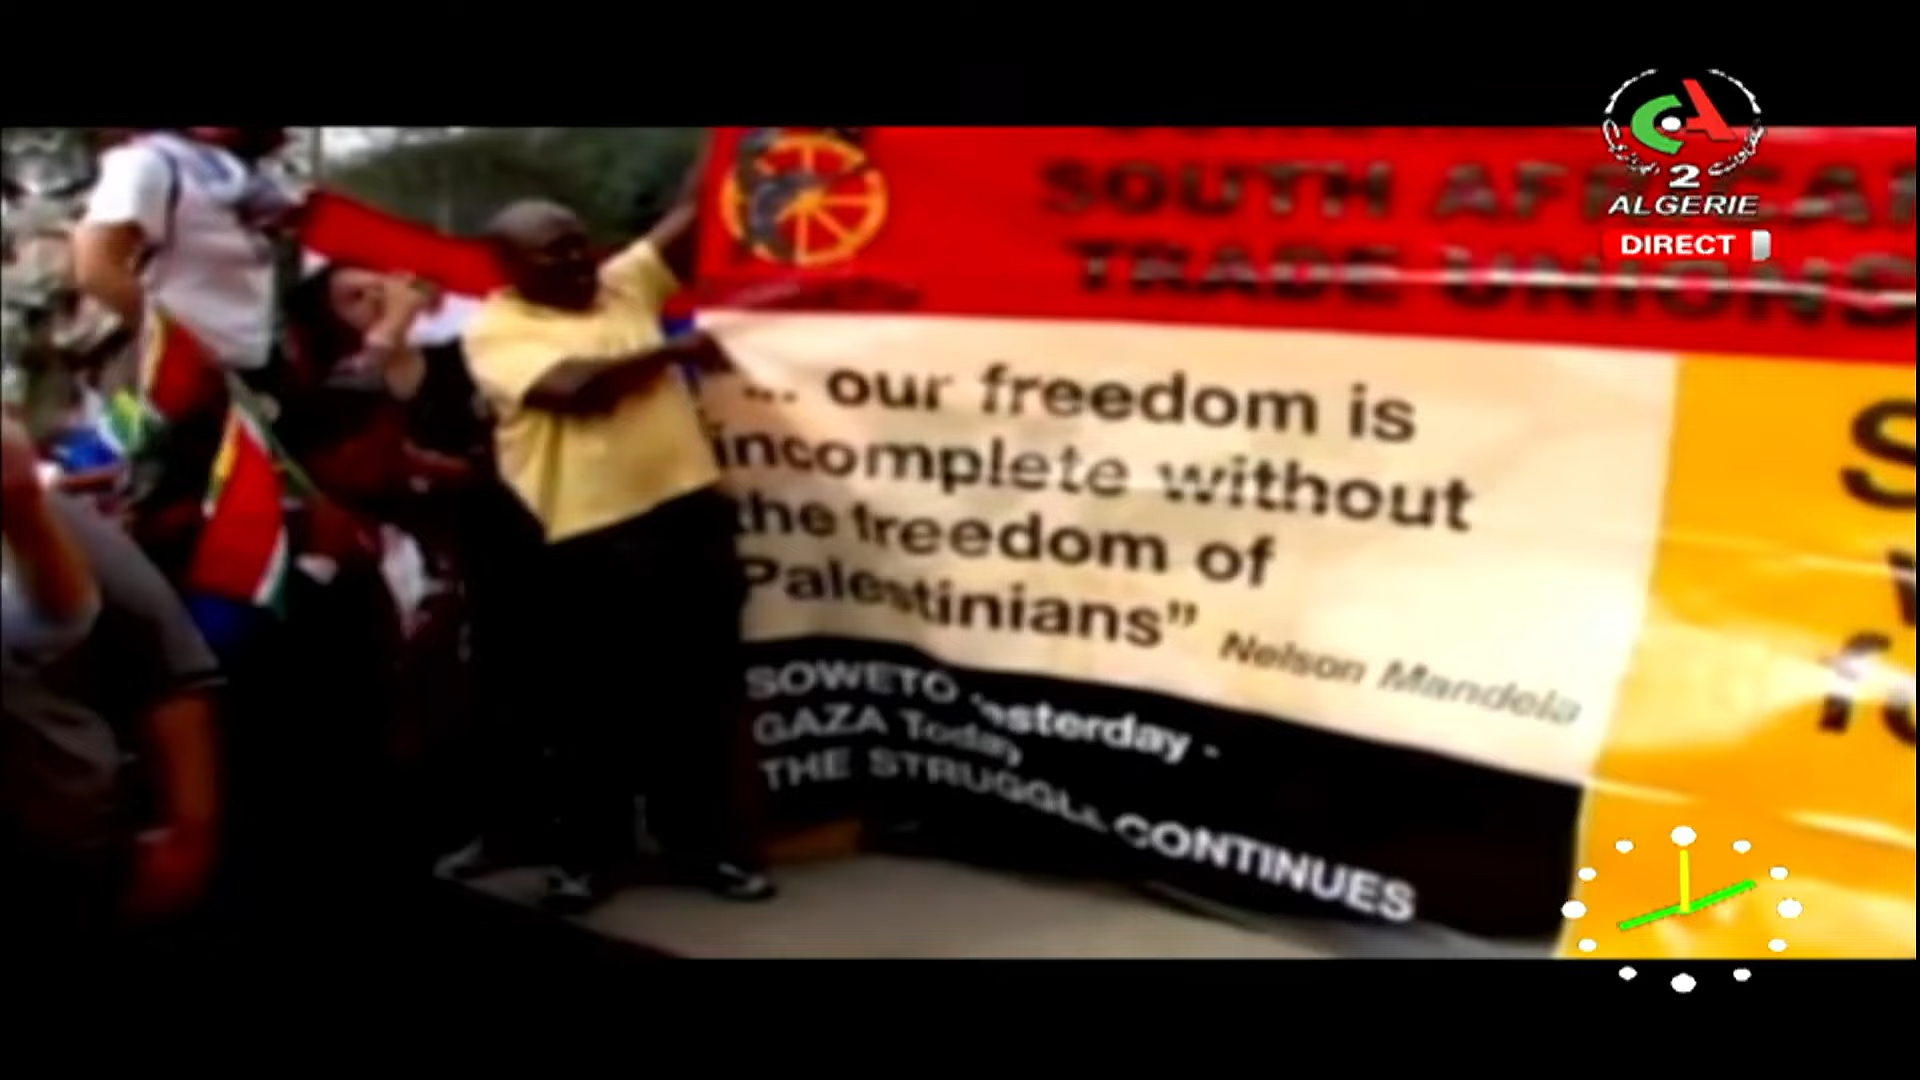 SOUTH AFRICAN
TRADE UNIONS
... our freedom is
incomplete without
the freedom of
Palestinians"
Nelson Mandela
SOWETO Yesterday -
GAZA Today
THE STRUGGLE CONTINUES
2
ALGERIE
DIRECT